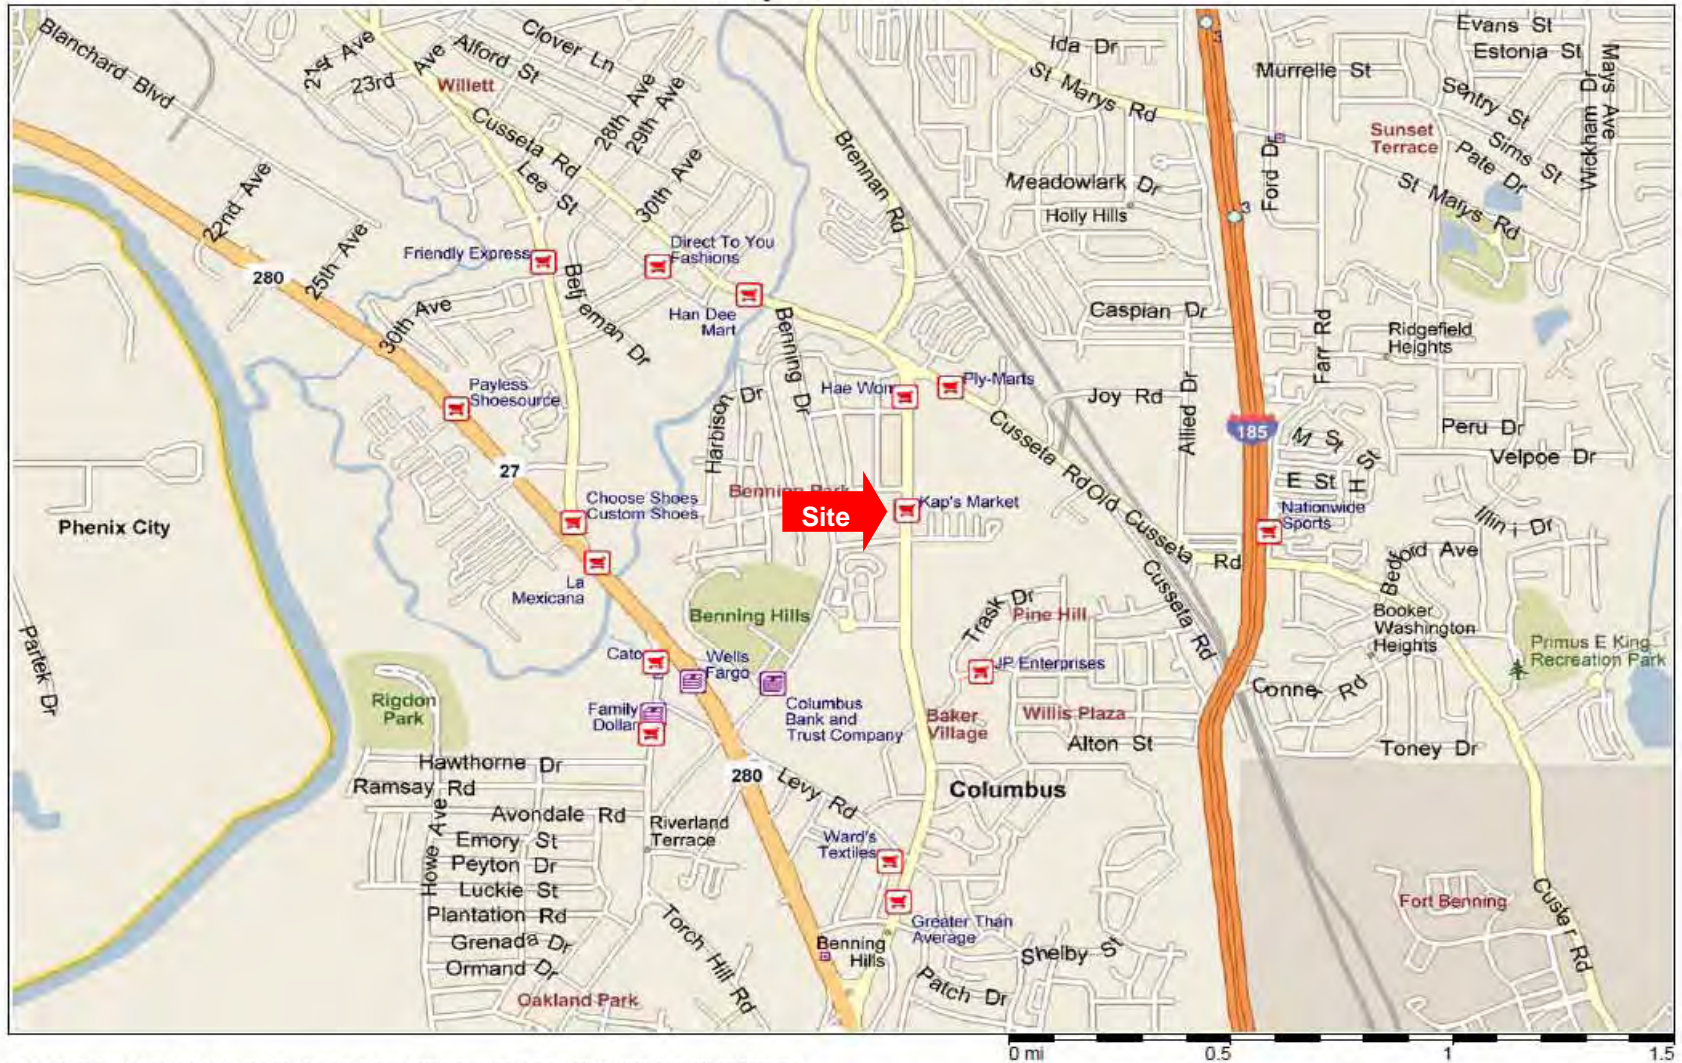 Blanchard Blvd
21st Ave
23rd Ave
Alford St
Clover Ln
Willett
Cusseta Rd
Lee St
28th Ave
29th Ave
30th Ave
Brennan Rd
Ida Dr
St Marys Rd
3
Evans St
Estonia St
Murrelle St
Mays Ave
Wickham Dr
Sentry St
Sims St
Sunset
Terrace
Pate Dr
St Marys Rd
Ford Dr
3
Meadowlark Dr
Holly Hills
22nd Ave
25th Ave
280
30th Ave
Friendly Express
Direct To You
Fashions
Han Dee
Mart
Betjeman Dr
Benning Dr
Caspian Dr
Farr Rd
Ridgefield
Heights
Payless
Shoesource
Harbison Dr
Hae Won
Ply-Marts
Joy Rd
Allied Dr
185
M St
Peru Dr
Velpoe Dr
E St
H St
27
Cusseta Rd
Old Cusseta Rd
Choose Shoes
Custom Shoes
Benning Park
Site
Kap's Market
Nationwide
Sports
Illini Dr
Phenix City
La
Mexicana
Cusseta Rd
Bedford Ave
Benning Hills
Trask Dr
Pine Hill
Booker
Washington
Heights
Primus E King
Recreation Park
Partek Dr
Cato
Wells
Fargo
JP Enterprises
Conner Rd
Rigdon
Park
Family
Dollar
Columbus
Bank and
Trust Company
Baker
Village
Willis Plaza
Alton St
Toney Dr
Hawthorne Dr
Ramsay Rd
280
Levy Rd
Columbus
Howe Ave
Avondale Rd
Riverland
Terrace
Emory St
Peyton Dr
Luckie St
Plantation Rd
Grenada Dr
Ormand Dr
Oakland Park
Torch Hill Rd
Ward's
Textiles
Greater Than
Average
Benning
Hills
Shelby St
Patch Dr
Fort Benning
Custer Rd
0 mi 0.5 1 1.5